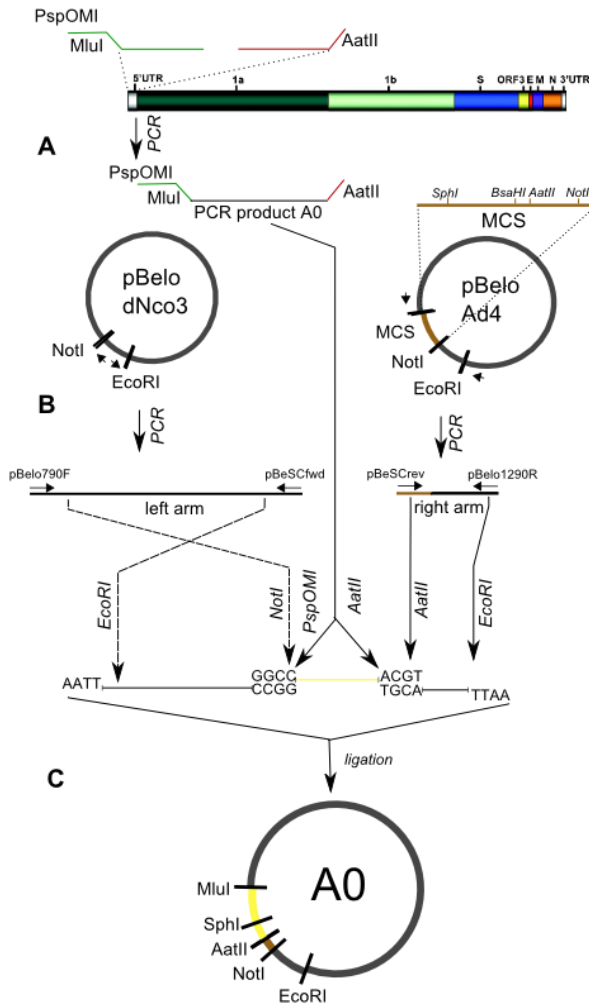 PspOMI
MluI
AatII
5'UTR 1a 1b S ORF3 E M N 3'UTR
A
PCR
PspOMI
MluI
AatII
PCR product A0
SphI BsaHI AatII NotI
MCS
pBelo
dNco3
NotI
EcoRI
pBelo
Ad4
MCS
NotI
EcoRI
B
PCR
PCR
pBelo790F
pBeSCfwd
left arm
pBeSCrev
pBelo1290R
right arm
EcoRI
NotI
PspOMI
AatII
AatII
EcoRI
AATT
GGCC
CCGG
ACGT
TGCA
TTAA
ligation
C
A0
MluI
SphI
AatII
NotI
EcoRI